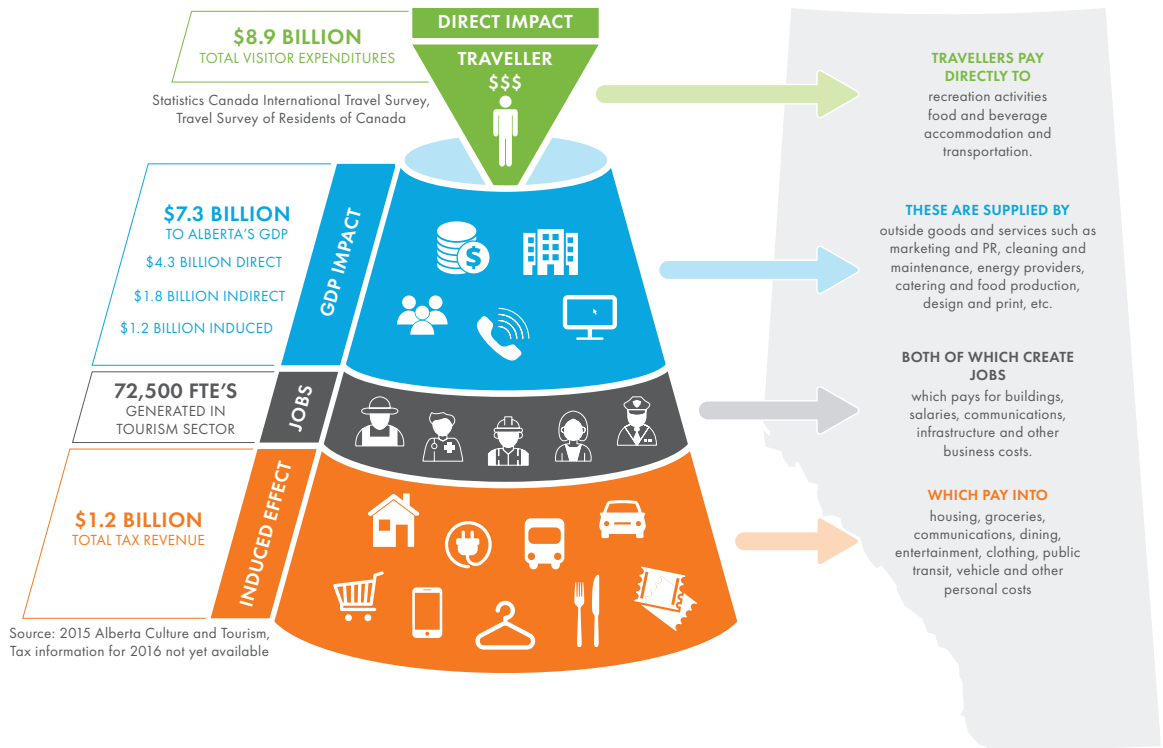 DIRECT IMPACT
$8.9 BILLION
TOTAL VISITOR EXPENDITURES
Statistics Canada International Travel Survey,
Travel Survey of Residents of Canada
TRAVELLER
$$$
TRAVELLERS PAY
DIRECTLY TO
recreation activities
food and beverage
accommodation and
transportation.
$7.3 BILLION
TO ALBERTA'S GDP
$4.3 BILLION DIRECT
$1.8 BILLION INDIRECT
$1.2 BILLION INDUCED
GDP IMPACT
$
THESE ARE SUPPLIED BY
outside goods and services such as
marketing and PR, cleaning and
maintenance, energy providers,
catering and food production,
design and print, etc.
72,500 FTE'S
GENERATED IN
TOURISM SECTOR
JOBS
BOTH OF WHICH CREATE
JOBS
which pays for buildings,
salaries, communications,
infrastructure and other
business costs.
$1.2 BILLION
TOTAL TAX REVENUE
INDUCED EFFECT
WHICH PAY INTO
housing, groceries,
communications, dining,
entertainment, clothing, public
transit, vehicle and other
personal costs
Source: 2015 Alberta Culture and Tourism,
Tax information for 2016 not yet available